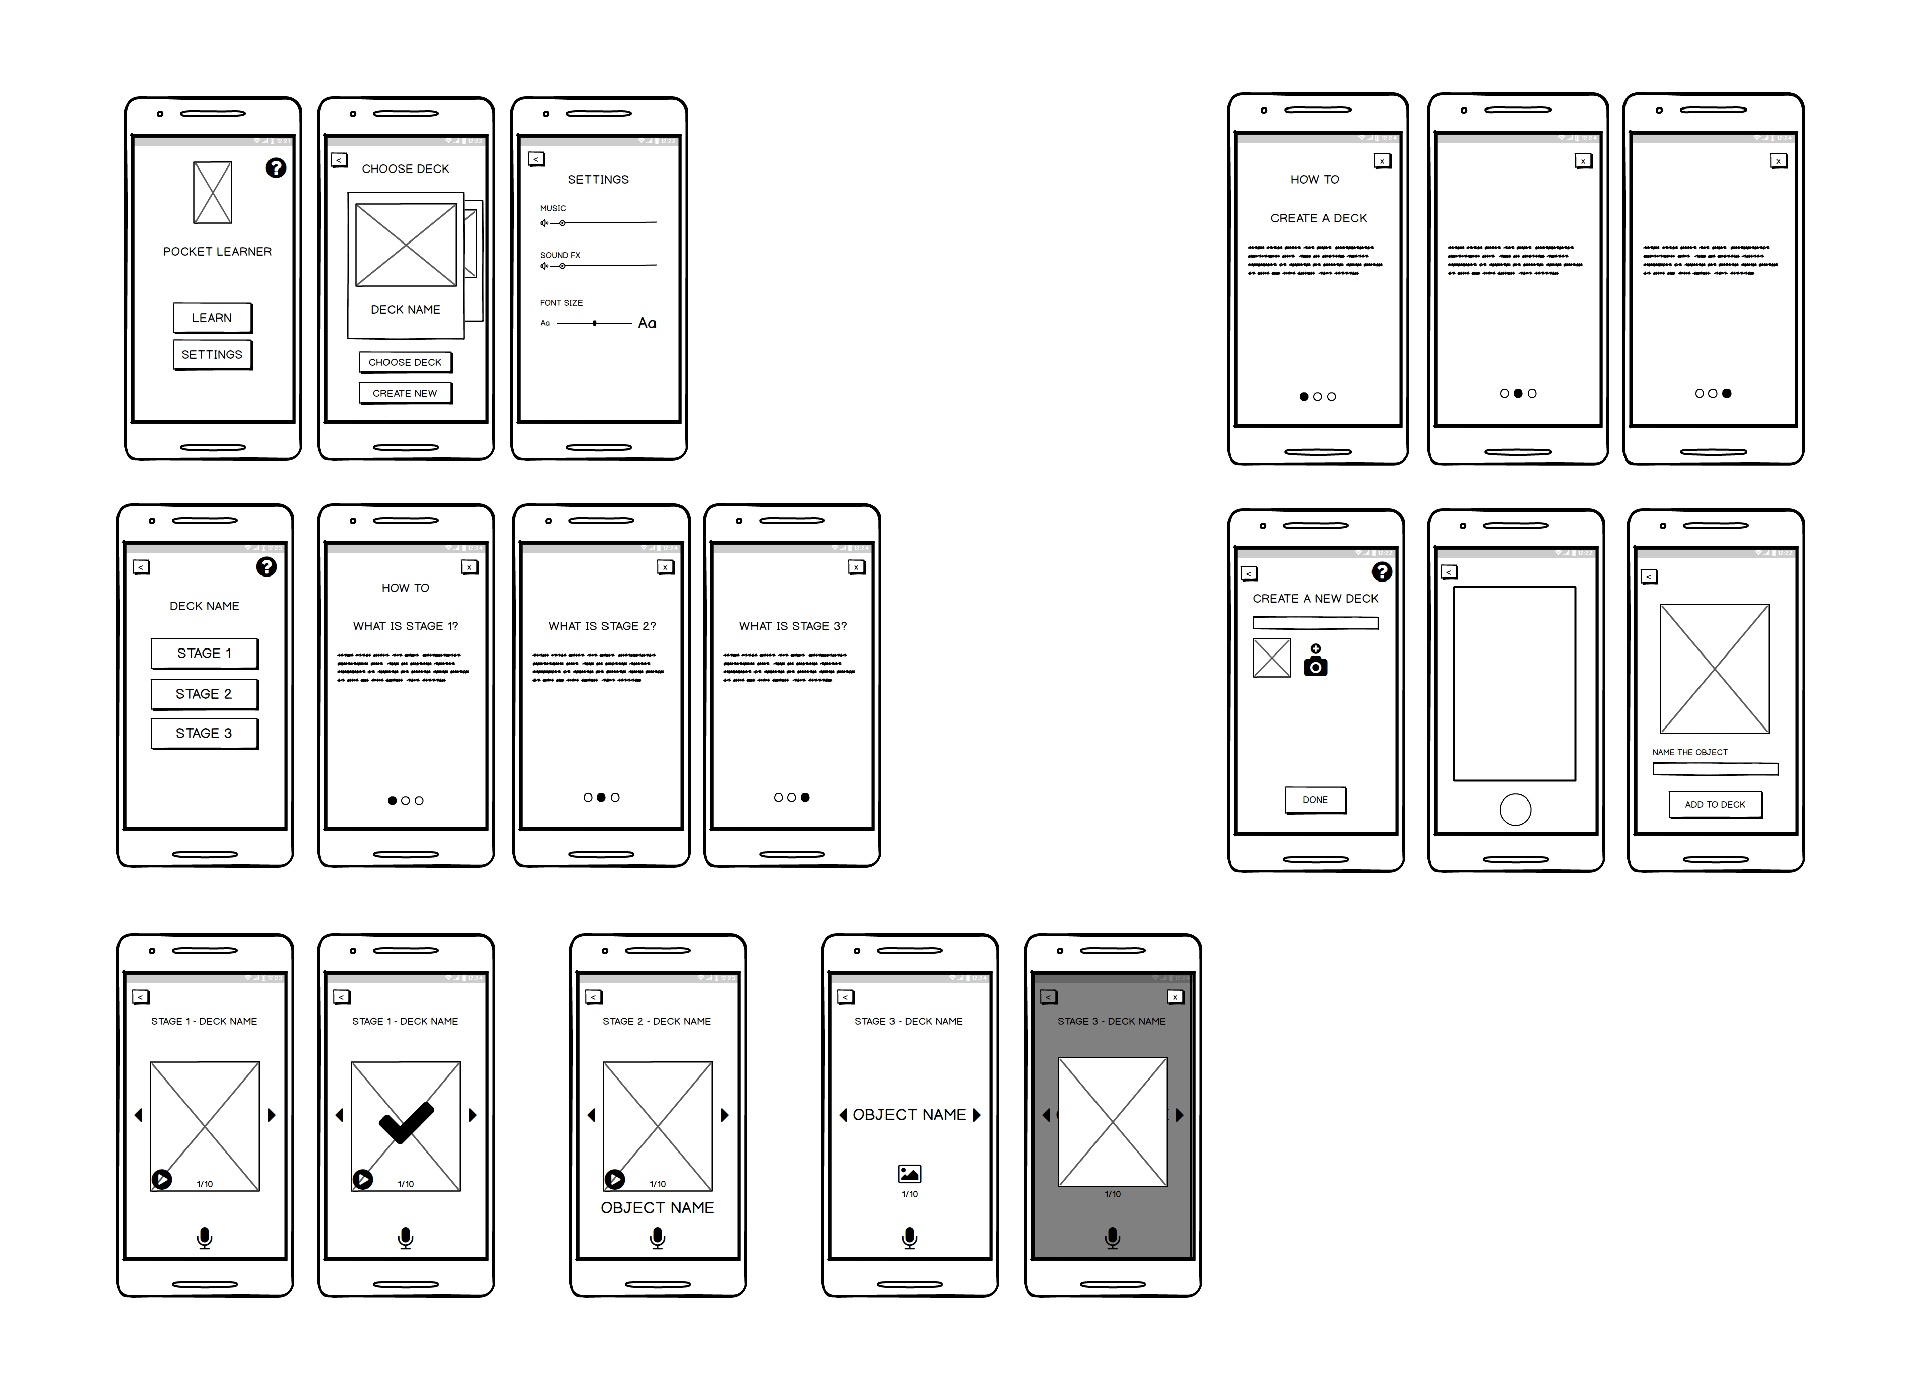 ?
POCKET LEARNER
LEARN
SETTINGS
<
CHOOSE DECK
DECK NAME
CHOOSE DECK
CREATE NEW
<
SETTINGS
MUSIC
SOUND FX
FONT SIZE
Aa Aa
x
HOW TO
CREATE A DECK
x
x
< ?
DECK NAME
STAGE 1
STAGE 2
STAGE 3
x
HOW TO
WHAT IS STAGE 1?
x
WHAT IS STAGE 2?
x
WHAT IS STAGE 3?
< ?
CREATE A NEW DECK
DONE
<
<
NAME THE OBJECT
ADD TO DECK
<
STAGE 1 - DECK NAME
1/10
<
STAGE 1 - DECK NAME
1/10
<
STAGE 2 - DECK NAME
1/10
OBJECT NAME
<
STAGE 3 - DECK NAME
OBJECT NAME
1/10
< x
STAGE 3 - DECK NAME
1/10